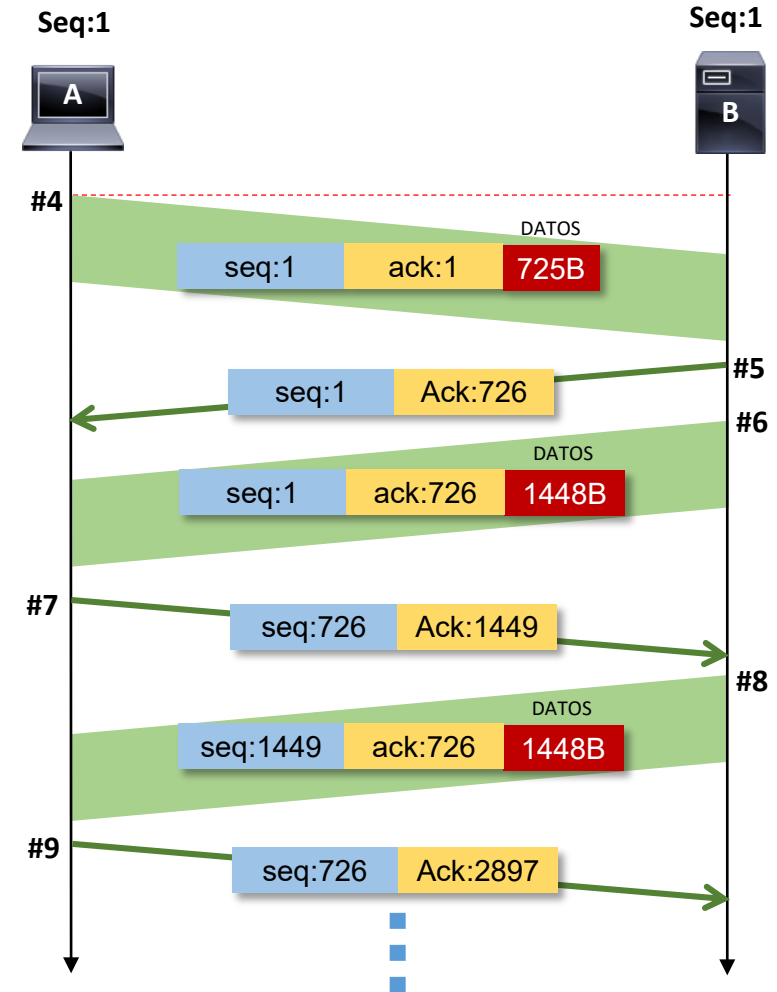 Seq:1
Seq:1
A
B
#4
DATOS
seq:1 ack:1 725B
#5
seq:1 Ack:726
#6
DATOS
seq:1 ack:726 1448B
#7
seq:726 Ack:1449
#8
DATOS
seq:1449 ack:726 1448B
#9
seq:726 Ack:2897